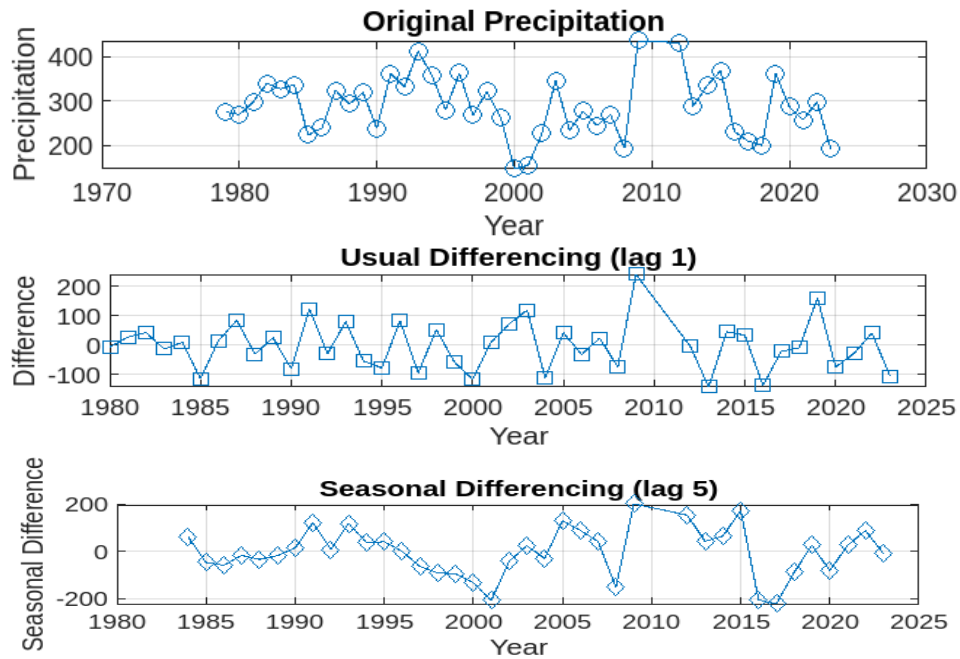 Original Precipitation
Precipitation
400
300
200
1970 1980 1990 2000 2010 2020 2030
Year
Usual Differencing (lag 1)
Difference
200
100
0
-100
1980 1985 1990 1995 2000 2005 2010 2015 2020 2025
Year
Seasonal Differencing (lag 5)
Seasonal Difference
200
0
-200
1980 1985 1990 1995 2000 2005 2010 2015 2020 2025
Year